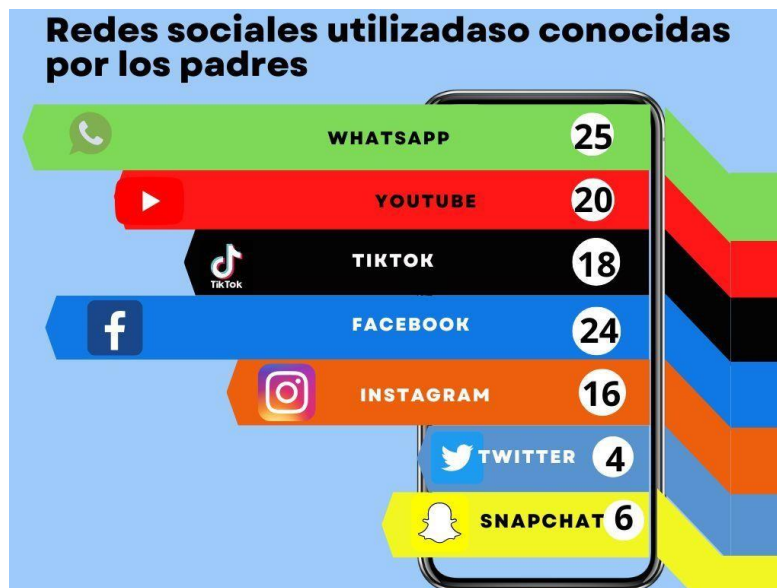 Redes sociales utilizadaso conocidas
por los padres
WHATSAPP 25
YOUTUBE 20
TikTok TIKTOK 18
FACEBOOK 24
INSTAGRAM 16
TWITTER 4
SNAPCHAT 6